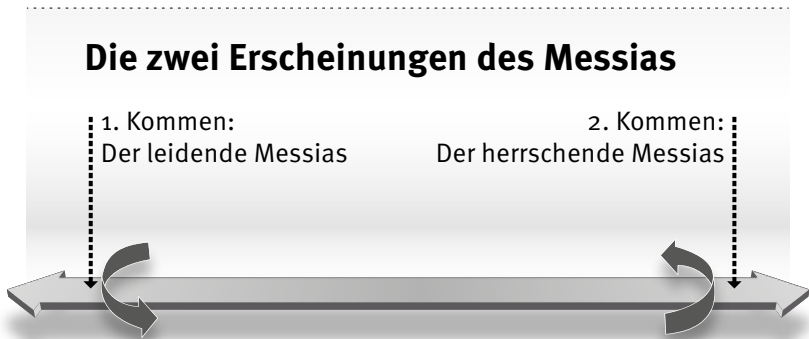 Die zwei Erscheinungen des Messias
1. Kommen:
Der leidende Messias
2. Kommen:
Der herrschende Messias